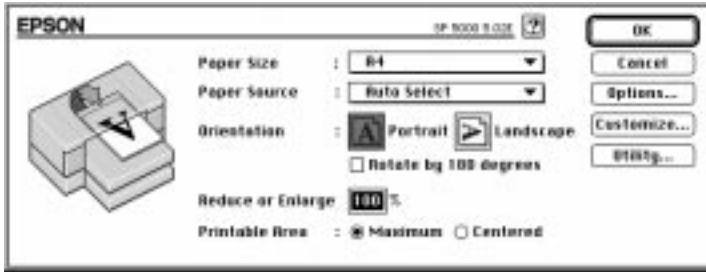 EPSON SP 5000 5.02E ?
OK
Paper Size : A4
Cancel
Paper Source : Auto Select
Options...
Orientation : A Portrait A Landscape
Customize...
Rotate by 180 degrees
Utility...
Reduce or Enlarge 100 %
Printable Area : Maximum Centered